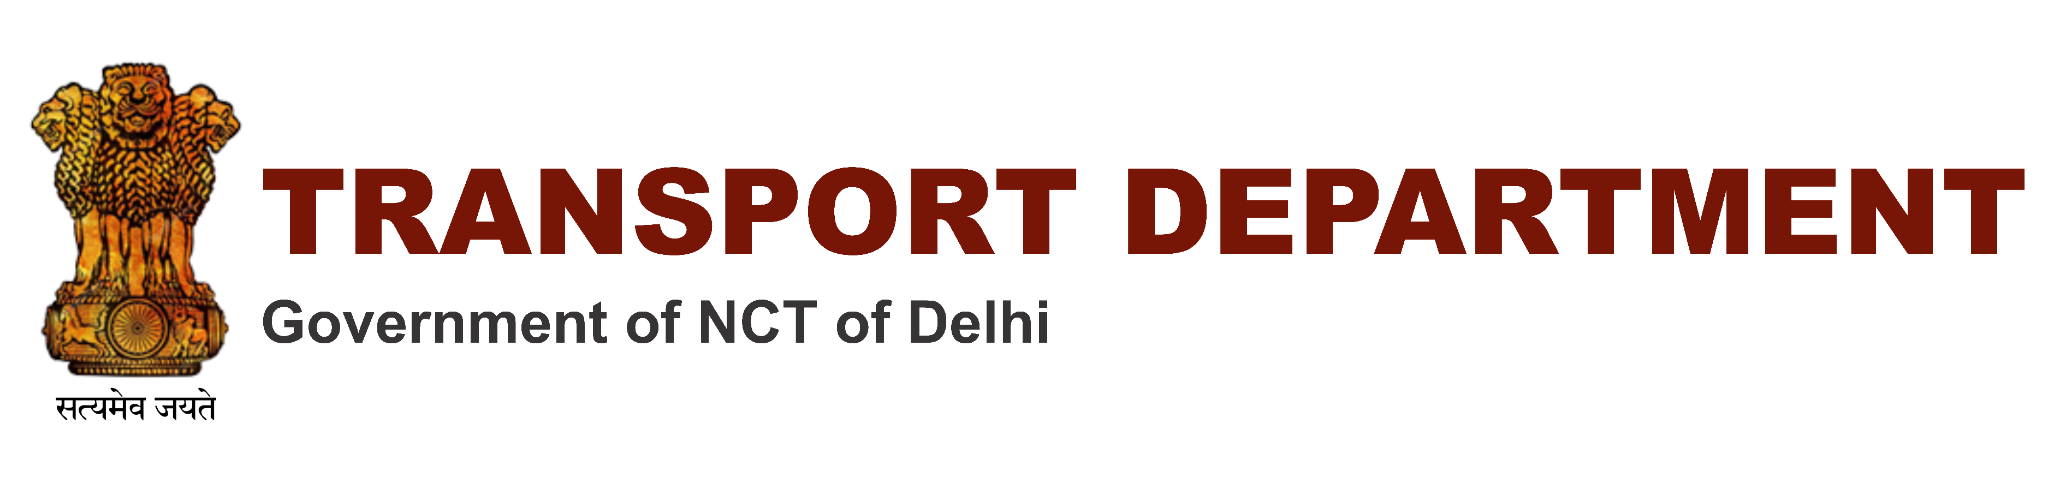 TRANSPORT DEPARTMENT
Government of NCT of Delhi
सत्यमेव जयते